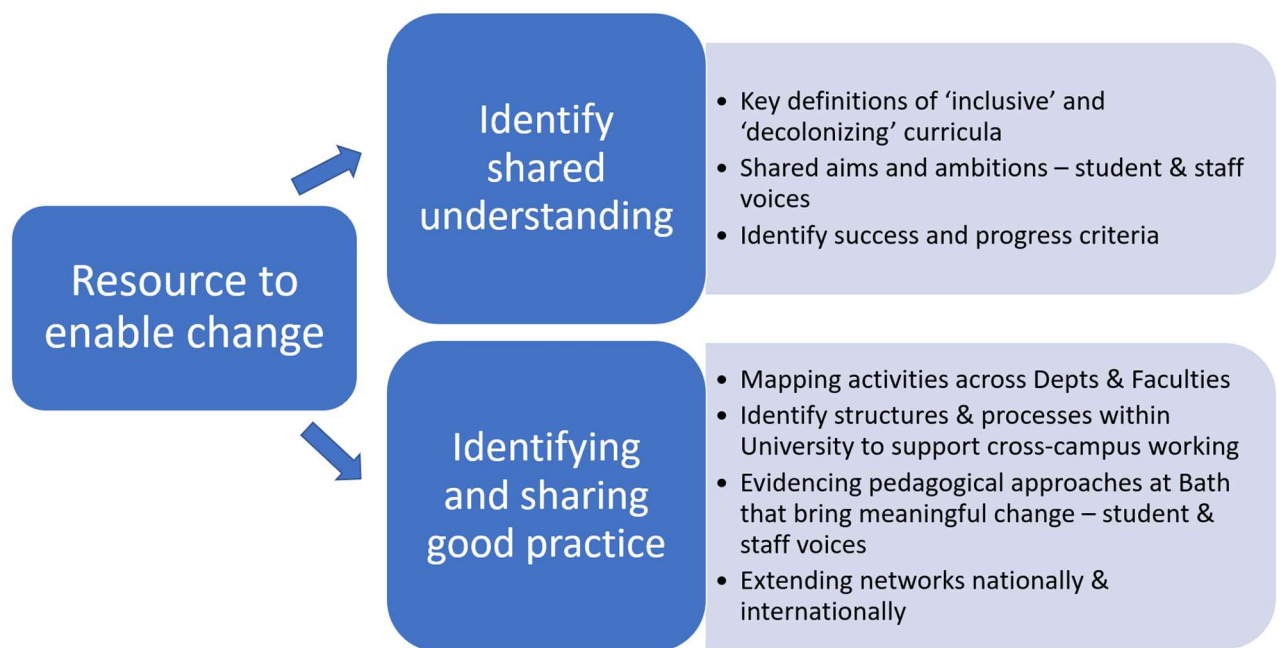 Resource to
enable change
Identify
shared
understanding
• Key definitions of ‘inclusive’ and
‘decolonizing’ curricula
• Shared aims and ambitions – student & staff
voices
• Identify success and progress criteria
Identifying
and sharing
good practice
• Mapping activities across Depts & Faculties
• Identify structures & processes within
University to support cross-campus working
• Evidencing pedagogical approaches at Bath
that bring meaningful change – student &
staff voices
• Extending networks nationally &
internationally